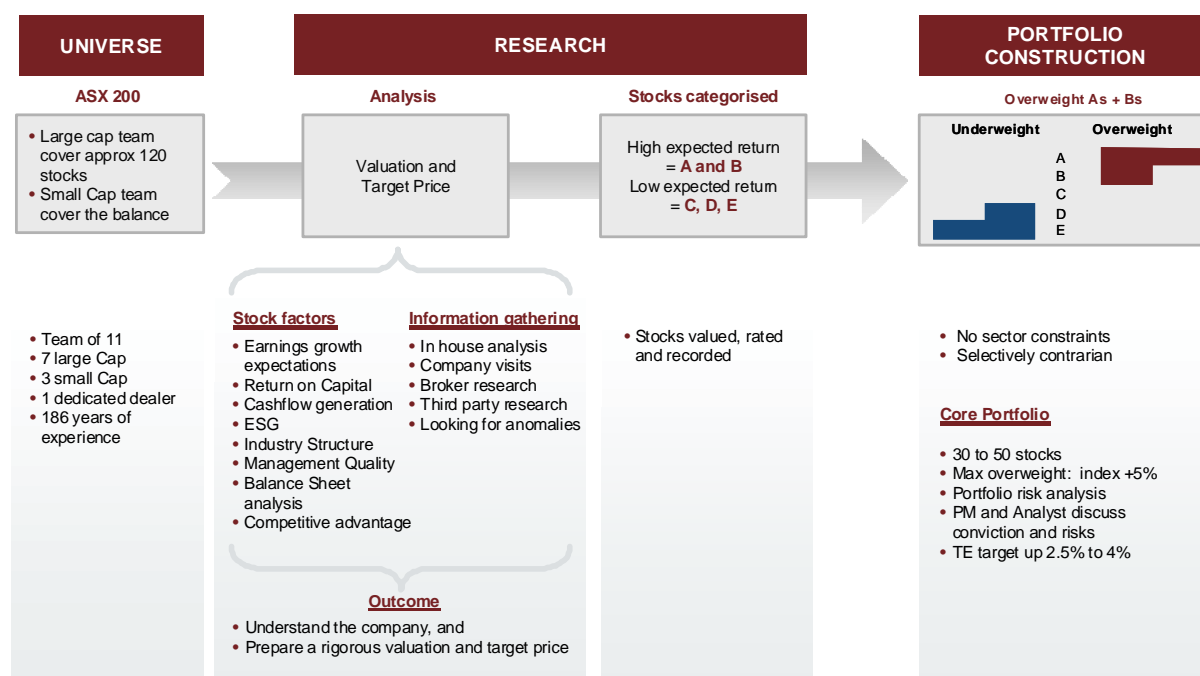 UNIVERSE
ASX 200
• Large cap team
cover approx 120
stocks
• Small Cap team
cover the balance
• Team of 11
• 7 large Cap
• 3 small Cap
• 1 dedicated dealer
• 186 years of
experience
RESEARCH
Analysis
Valuation and
Target Price
Stock factors
• Earnings growth
expectations
• Return on Capital
• Cashflow generation
• ESG
• Industry Structure
• Management Quality
• Balance Sheet
analysis
• Competitive advantage
Information gathering
• In house analysis
• Company visits
• Broker research
• Third party research
• Looking for anomalies
Outcome
• Understand the company, and
• Prepare a rigorous valuation and target price
Stocks categorised
High expected return
= A and B
Low expected return
= C, D, E
• Stocks valued, rated
and recorded
PORTFOLIO
CONSTRUCTION
Overweight As + Bs
Underweight Overweight
A
B
C
D
E
• No sector constraints
• Selectively contrarian
Core Portfolio
• 30 to 50 stocks
• Max overweight: index +5%
• Portfolio risk analysis
• PM and Analyst discuss
conviction and risks
• TE target up 2.5% to 4%